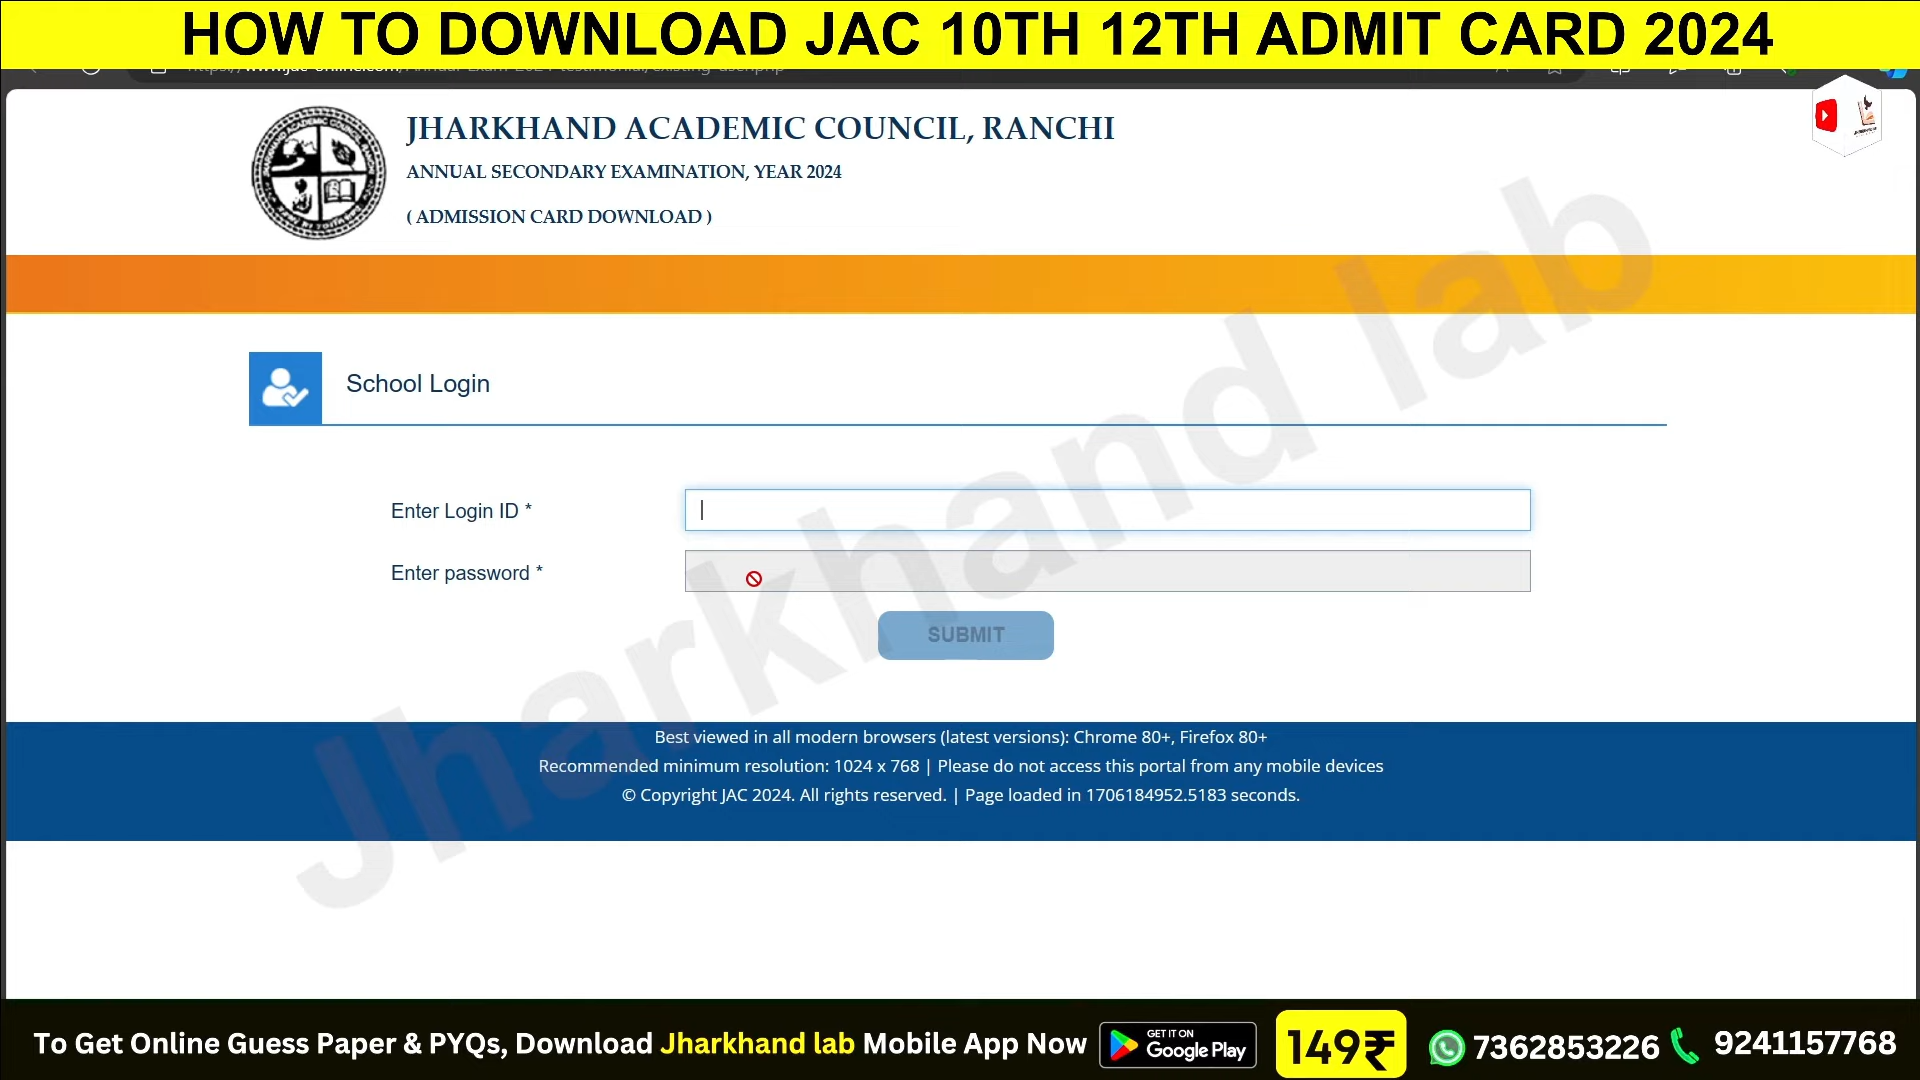 HOW TO DOWNLOAD JAC 10TH 12TH ADMIT CARD 2024
JHARKHAND ACADEMIC COUNCIL, RANCHI
ANNUAL SECONDARY EXAMINATION, YEAR 2024
( ADMISSION CARD DOWNLOAD )
School Login
Enter Login ID *
Enter password *
SUBMIT
Jharkhand lab
Best viewed in all modern browsers (latest versions): Chrome 80+, Firefox 80+
Recommended minimum resolution: 1024 x 768 | Please do not access this portal from any mobile devices
© Copyright JAC 2024. All rights reserved. | Page loaded in 1706184952.5183 seconds.
To Get Online Guess Paper & PYQs, Download Jharkhand lab Mobile App Now
GET IT ON
Google Play
149₹
7362853226
9241157768